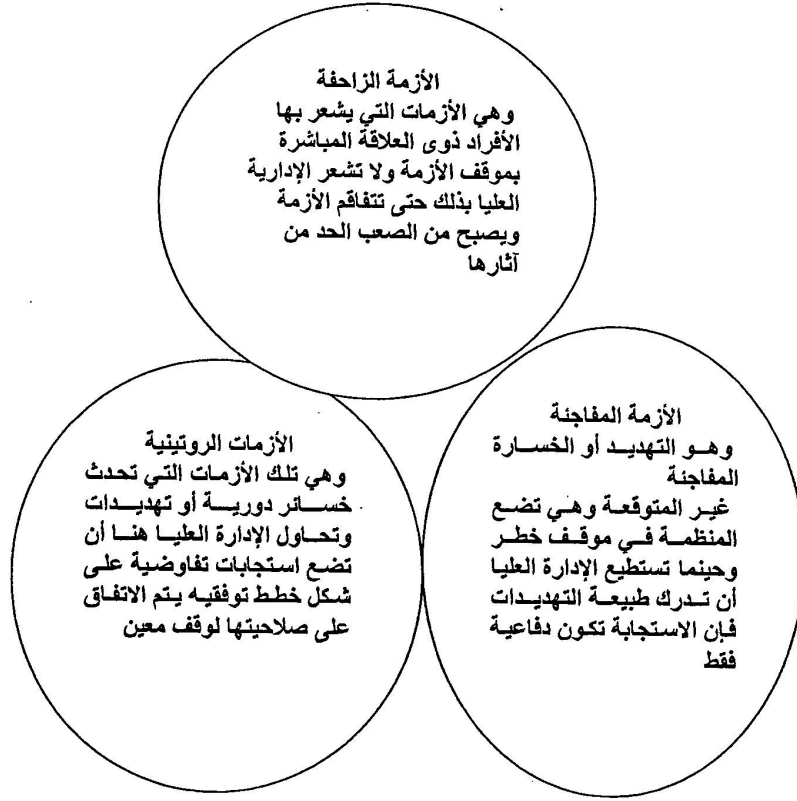 الأزمة الزاحفة
وهي الأزمات التي يشعر بها
الأفراد ذوى العلاقة المباشرة
بموقف الأزمة ولا تشعر الإدارية
العليا بذلك حتى تتفاقم الأزمة
ويصبح من الصعب الحد من
آثارها
الأزمة المفاجئة
وهو التهديد أو الخسارة
المفاجئة
غير المتوقعة وهي تضع
المنظمة في موقف خطر
وحينما تستطيع الإدارة العليا
أن تدرك طبيعة التهديدات
فإن الاستجابة تكون دفاعية
فقط
الأزمات الروتينية
وهي تلك الأزمات التي تحدث
خسائر دورية أو تهديدات
وتحاول الإدارة العليا هنا أن
تضع استجابات تفاوضية على
شكل خطط توفقيه يتم الاتفاق
على صلاحيتها لوقف معين